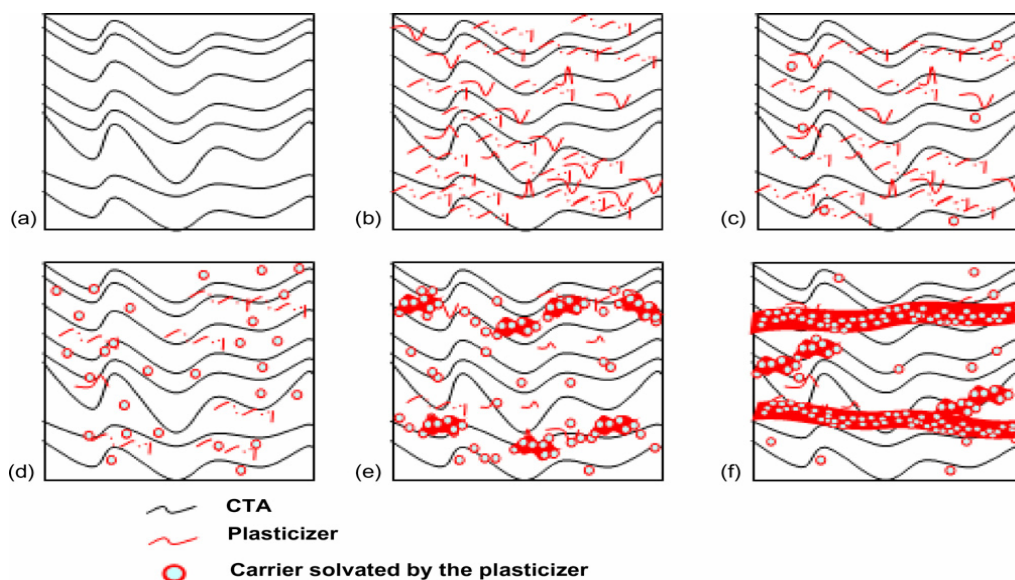 (a)
(b)
(c)
(d)
(e)
(f)
CTA
Plasticizer
Carrier solvated by the plasticizer